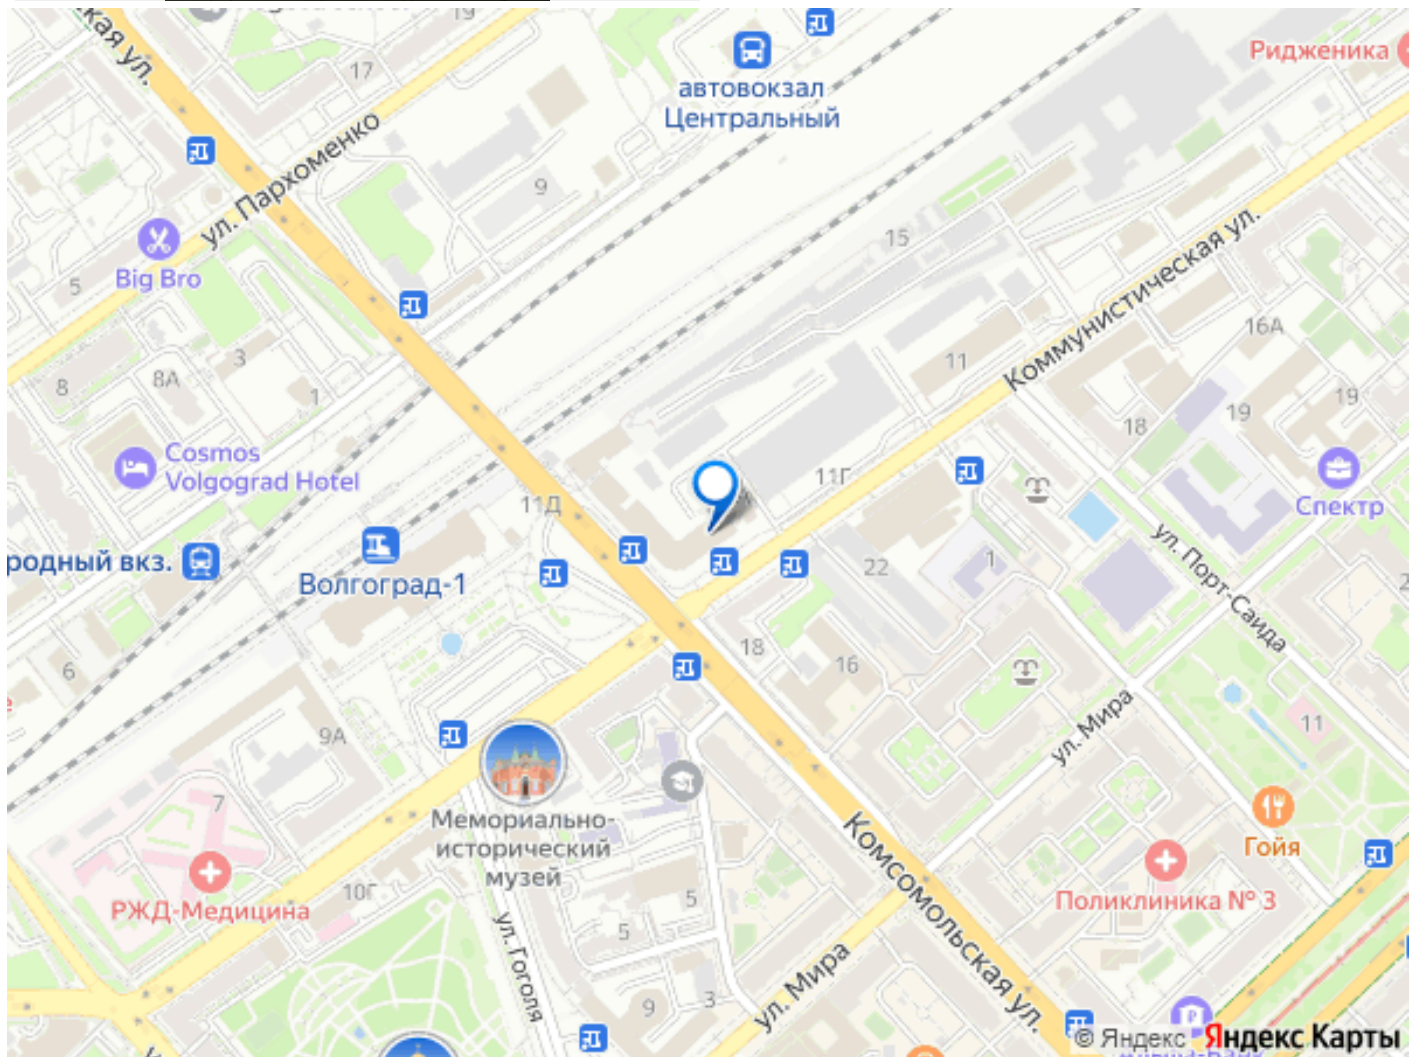 19
кая ул.
17
автовокзал
Центральный
Ридженика
ул. Пархоменко
9
15
Коммунистическая ул.
Big Bro
5
3
16А
8
8А
1
11
18
19
19
Cosmos
Volgograd Hotel
11Д
11Г
Спектр
родный вкз.
Волгоград-1
22
1
ул. Порт-Саида
6
18
16
9А
ул. Мира
11
7
Мемориально-
исторический
музей
Комсомольская ул.
Гойя
10Г
РЖД-Медицина
5
5
Поликлиника № 3
ул. Гоголя
9
3
ул. Мира
© Яндекс Яндекс Карты